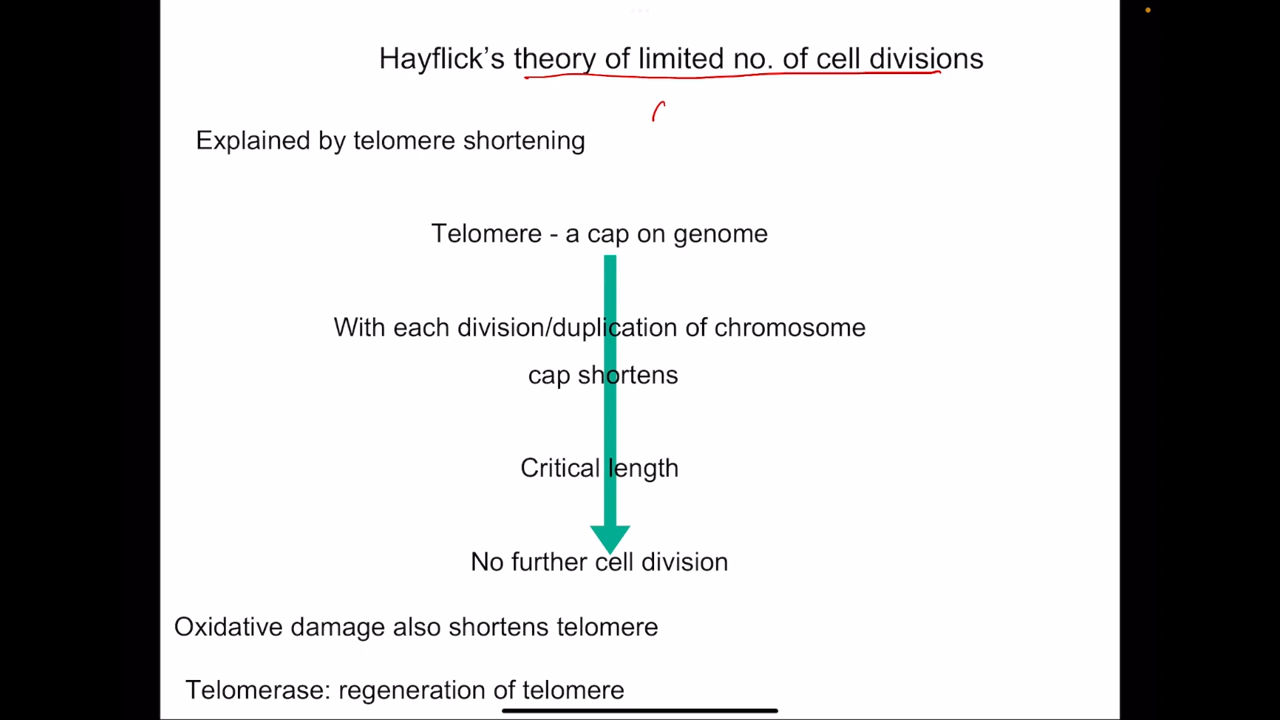 Hayflick's theory of limited no. of cell divisions
Explained by telomere shortening
Telomere - a cap on genome
With each division/duplication of chromosome
cap shortens
Critical length
No further cell division
Oxidative damage also shortens telomere
Telomerase: regeneration of telomere